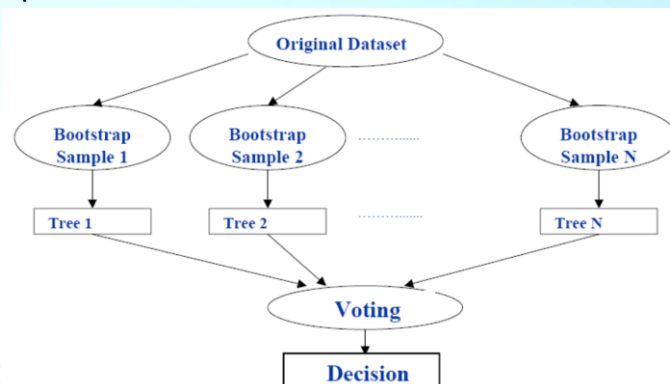 Original Dataset
Bootstrap
Sample 1
Bootstrap
Sample 2
Bootstrap
Sample N
Tree 1
Tree 2
Tree N
Voting
Decision